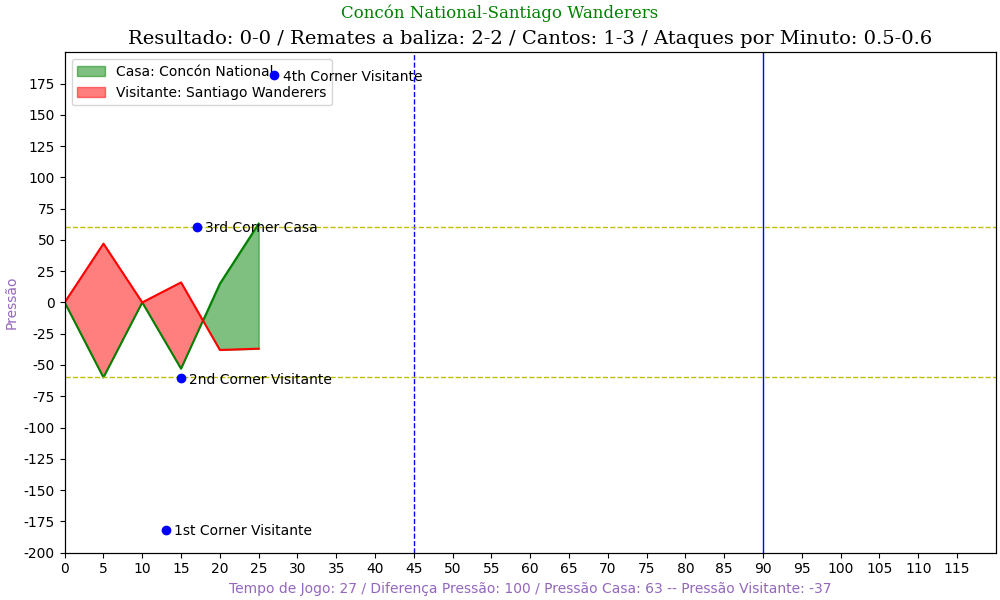 Concón National-Santiago Wanderers
Resultado: 0-0 / Remates a baliza: 2-2 / Cantos: 1-3 / Ataques por Minuto: 0.5-0.6
Casa: Concón National
Visitante: Santiago Wanderers
4th Corner Visitante
3rd Corner Casa
2nd Corner Visitante
1st Corner Visitante
Pressão
175
150
125
100
75
50
25
0
-25
-50
-75
-100
-125
-150
-175
-200
0 5 10 15 20 25 30 35 40 45 50 55 60 65 70 75 80 85 90 95 100 105 110 115
Tempo de Jogo: 27 / Diferença Pressão: 100 / Pressão Casa: 63 -- Pressão Visitante: -37